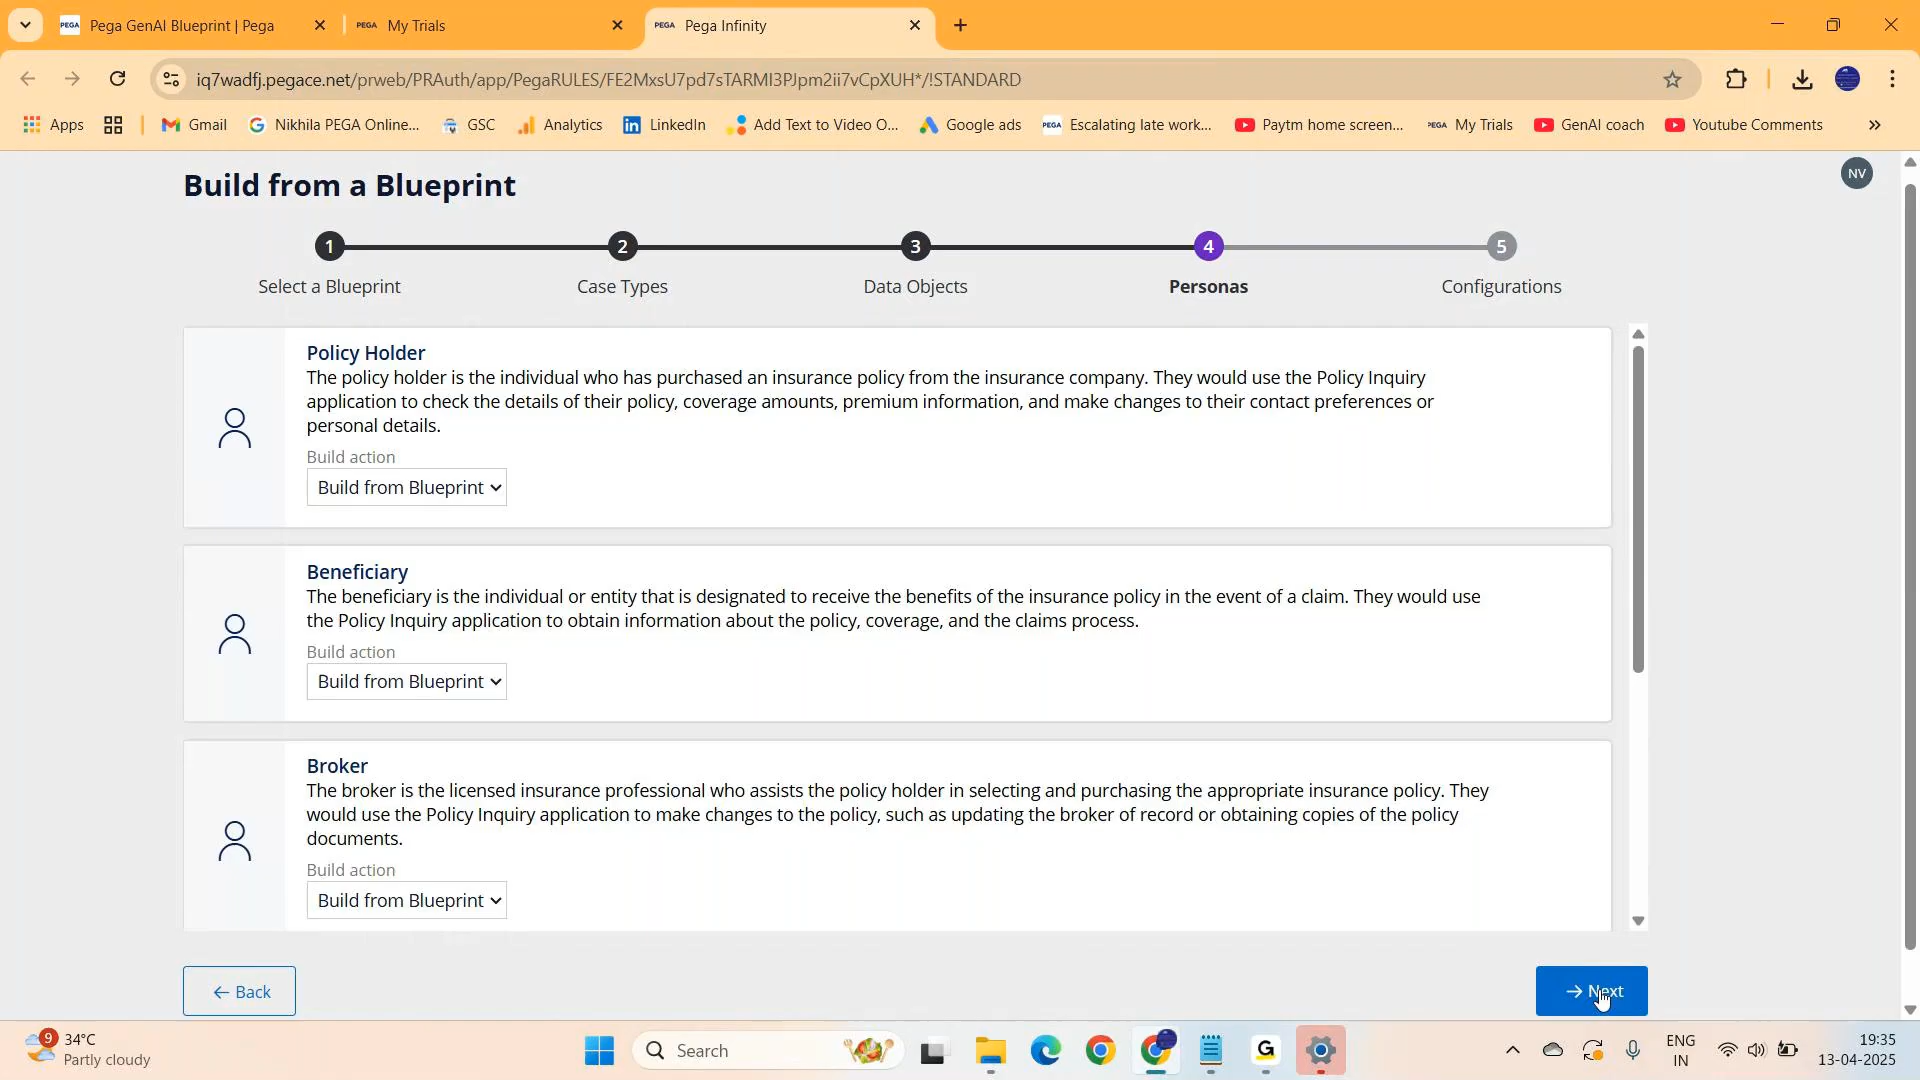 PEGA Pega GenAI Blueprint | Pega
PEGA My Trials
PEGA Pega Infinity
iq7wadfj.pegace.net/prweb/PRAuth/app/PegaRULES/FE2MxsU7pd7sTARMI3PJpm2ii7vCpXUH*/!STANDARD
Apps
Gmail
Nikhila PEGA Online...
GSC
Analytics
LinkedIn
Add Text to Video O...
Google ads
PEGA Escalating late work...
Paytm home screen...
PEGA My Trials
GenAI coach
Youtube Comments
Build from a Blueprint
NV
1
2
3
4
5
Select a Blueprint
Case Types
Data Objects
Personas
Configurations
Policy Holder
The policy holder is the individual who has purchased an insurance policy from the insurance company. They would use the Policy Inquiry
application to check the details of their policy, coverage amounts, premium information, and make changes to their contact preferences or
personal details.
Build action
Build from Blueprint
Beneficiary
The beneficiary is the individual or entity that is designated to receive the benefits of the insurance policy in the event of a claim. They would use
the Policy Inquiry application to obtain information about the policy, coverage, and the claims process.
Build action
Build from Blueprint
Broker
The broker is the licensed insurance professional who assists the policy holder in selecting and purchasing the appropriate insurance policy. They
would use the Policy Inquiry application to make changes to the policy, such as updating the broker of record or obtaining copies of the policy
documents.
Build action
Build from Blueprint
Back
Next
9
34°C
Partly cloudy
Search
G
ENG
IN
19:35
13-04-2025